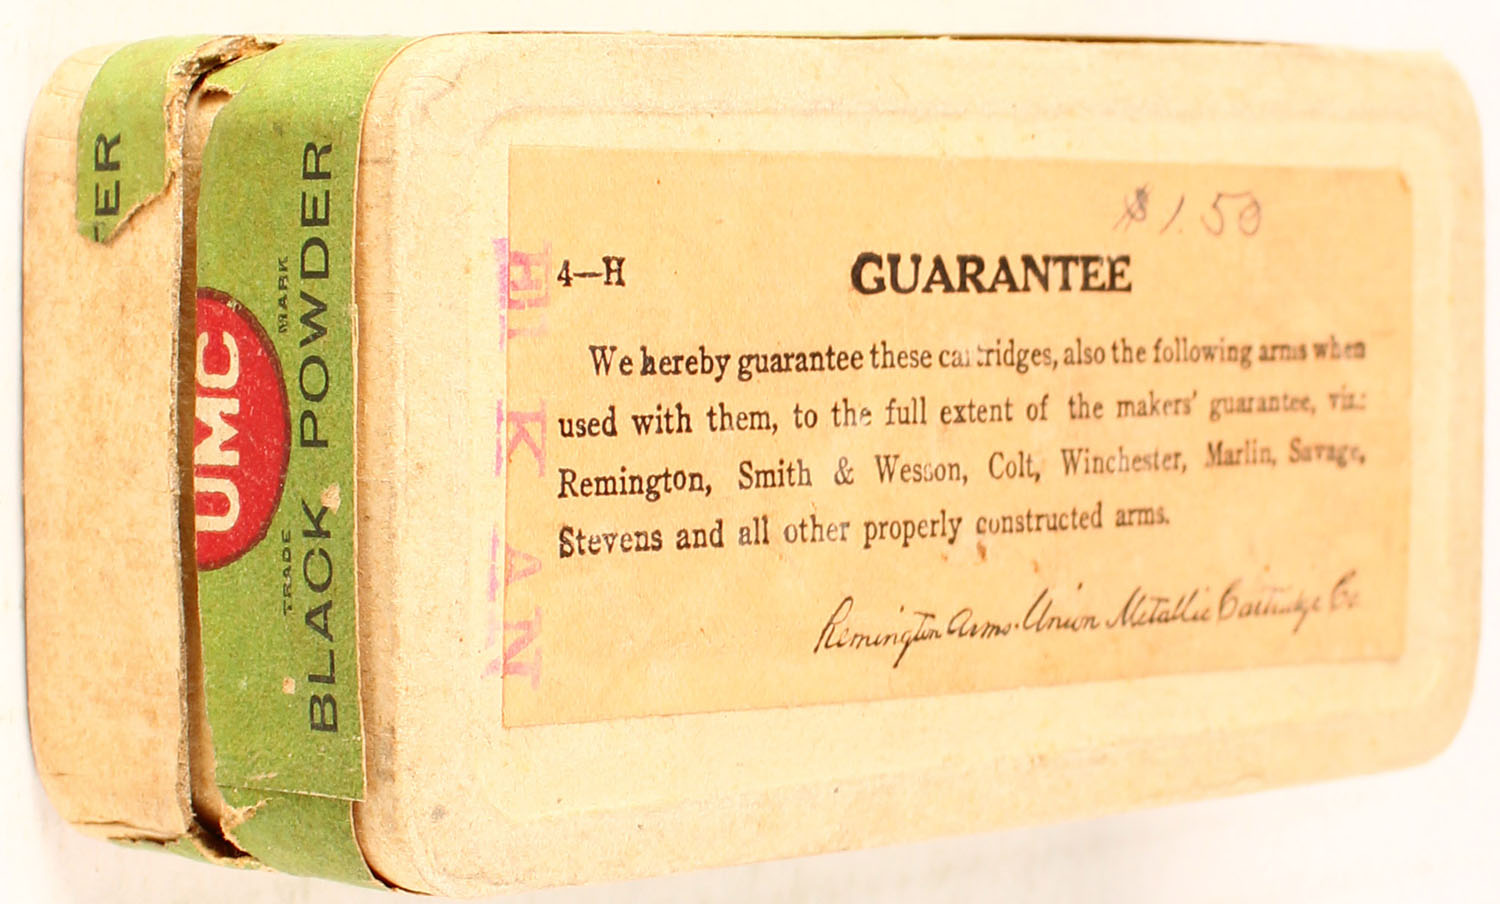 ER
UMC
TRADE MARK
BLACK POWDER
$1.50
4—H
GUARANTEE
We hereby guarantee these cartridges, also the following arms when
used with them, to the full extent of the makers' guarantee, viz.:
Remington, Smith & Wesson, Colt, Winchester, Marlin, Savage,
Stevens and all other properly constructed arms.
Remington Arms-Union Metallic Cartridge Co.
K AN